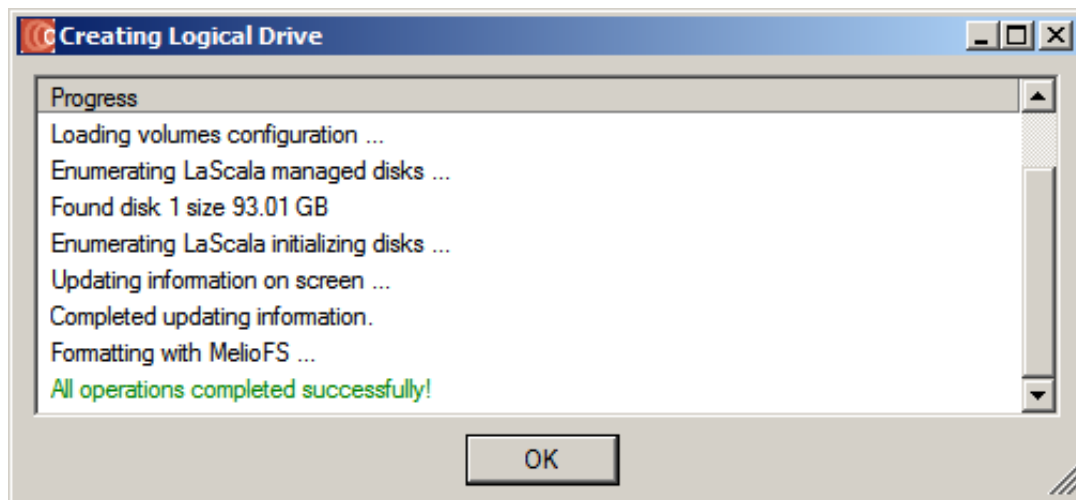 Creating Logical Drive
Progress
Loading volumes configuration ...
Enumerating LaScala managed disks ...
Found disk 1 size 93.01 GB
Enumerating LaScala initializing disks ...
Updating information on screen ...
Completed updating information.
Formatting with MelioFS ...
All operations completed successfully!
OK